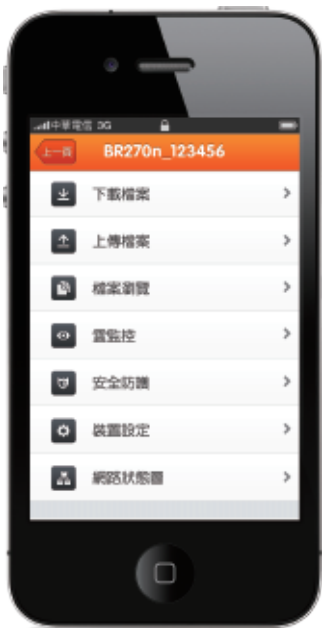 中華電信 3G
上一頁
BR270n_123456
下載檔案
上傳檔案
檔案瀏覽
雲監控
安全防護
裝置設定
網路狀態圖